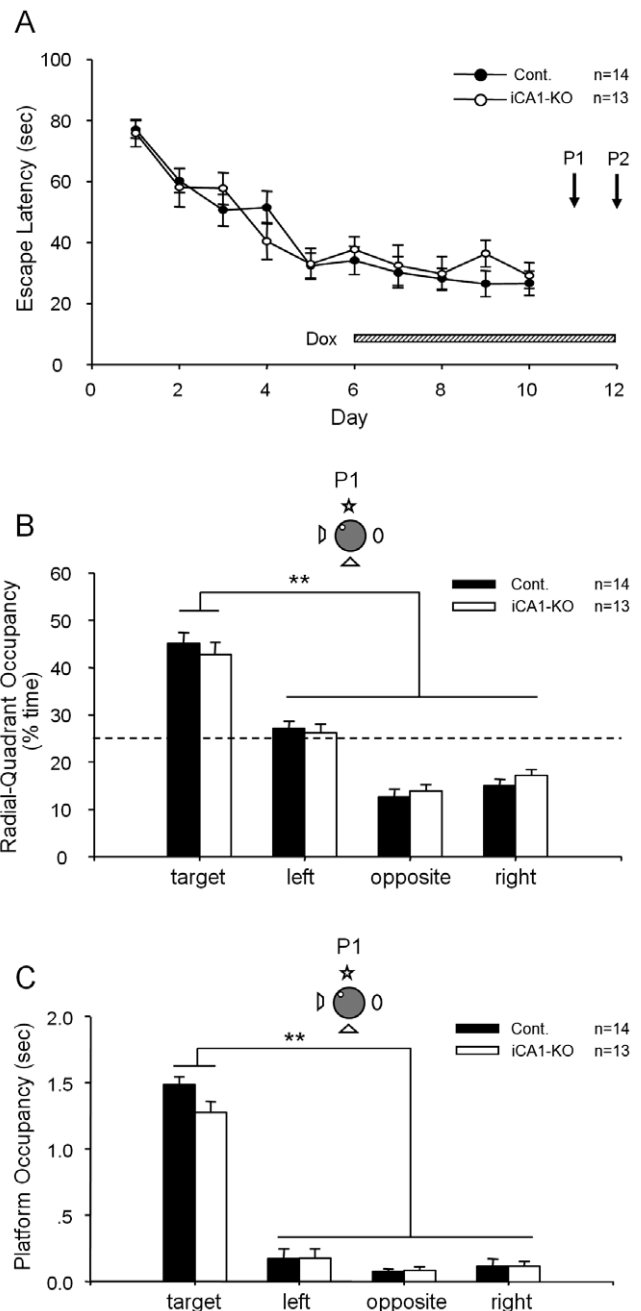 A
Escape Latency (sec)
100
80
60
40
20
0
Cont. n=14
iCA1-KO n=13
P1 P2
Dox
0 2 4 6 8 10 12
Day
B
P1
Radial-Quadrant Occupancy
(% time)
60
50
40
30
20
10
0
**
Cont. n=14
iCA1-KO n=13
target left opposite right
C
P1
Platform Occupancy (sec)
2.0
1.5
1.0
.5
0.0
**
Cont. n=14
iCA1-KO n=13
target left opposite right